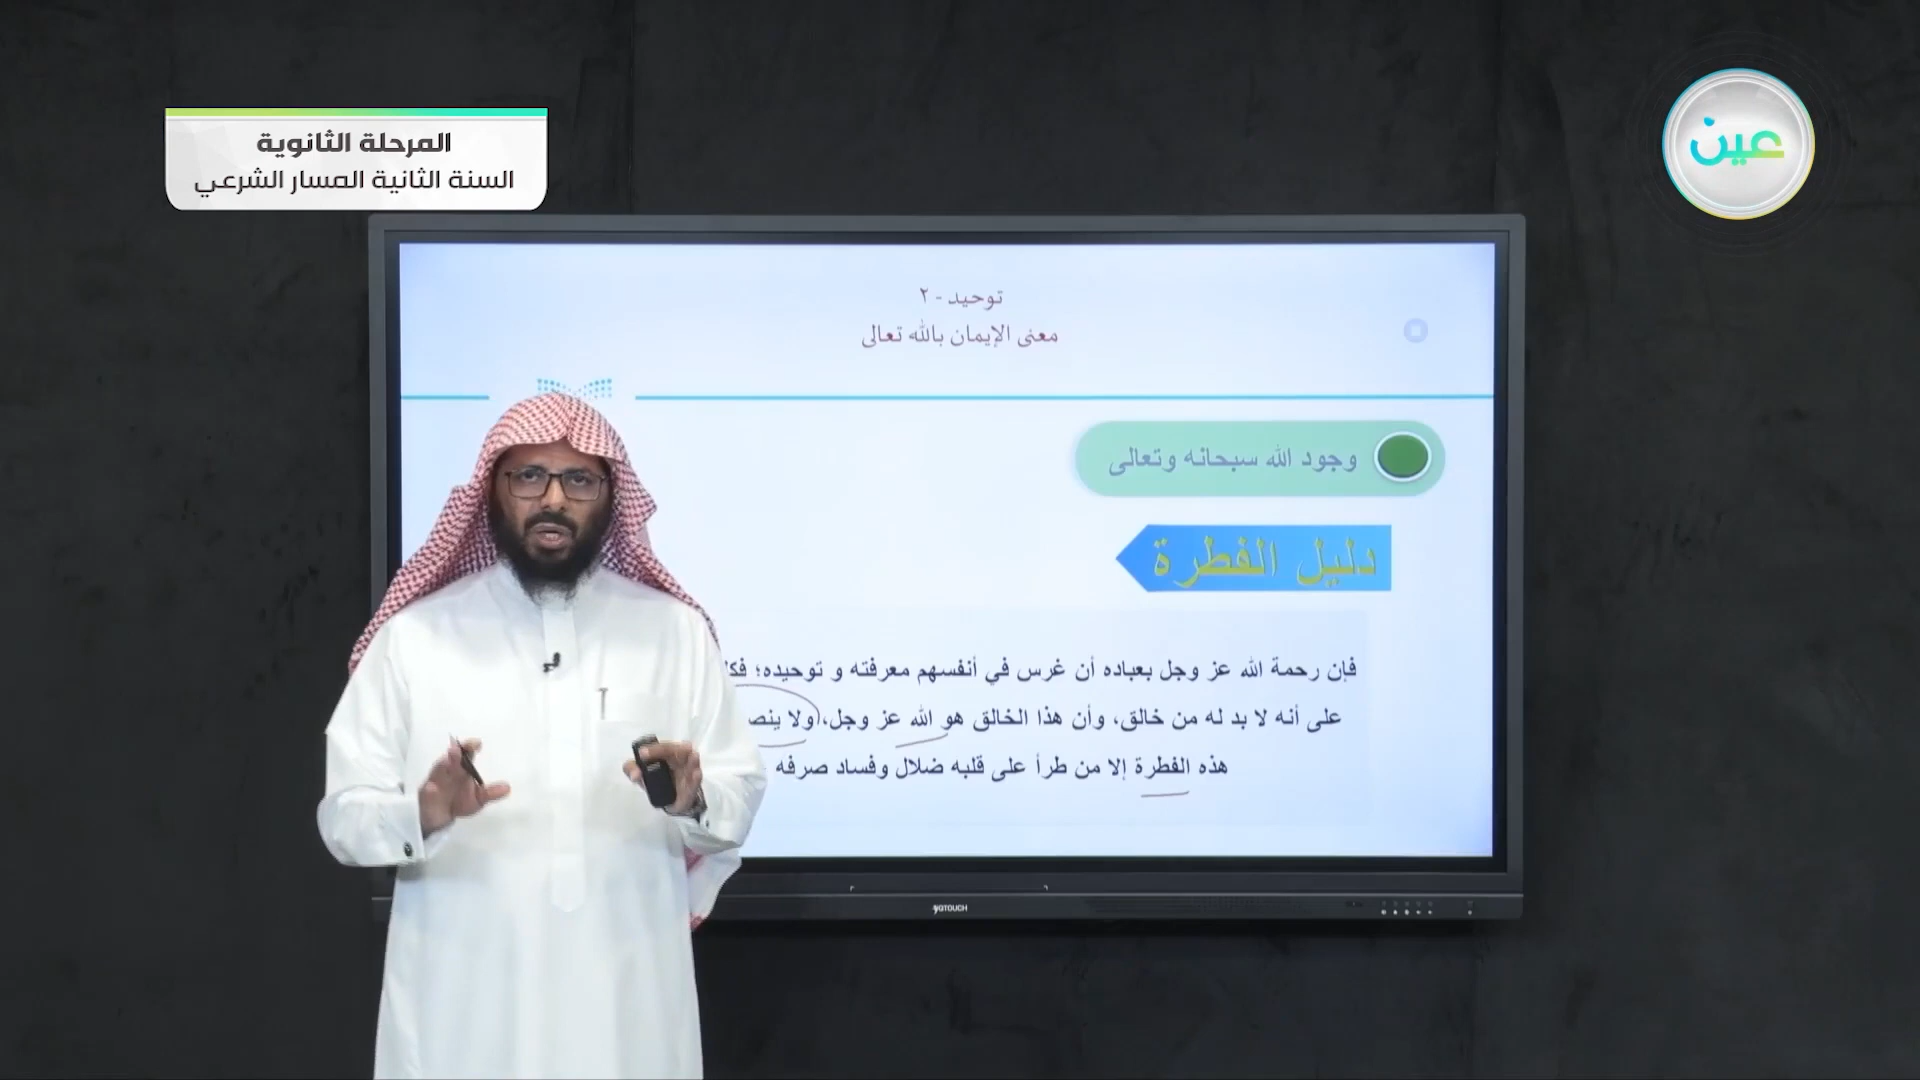 المرحلة الثانوية
السنة الثانية المسار الشرعي
عين
توحيد - ٢
معنى الإيمان بالله تعالى
وجود الله سبحانه وتعالى
دليل الفطرة
فإن رحمة الله عز وجل بعباده أن غرس في أنفسهم معرفته و توحيده؛
على أنه لا بد له من خالق، وأن هذا الخالق هو الله عز وجل، ولا
هذه الفطرة إلا من طرأ على قلبه ضلال وفساد صرفه